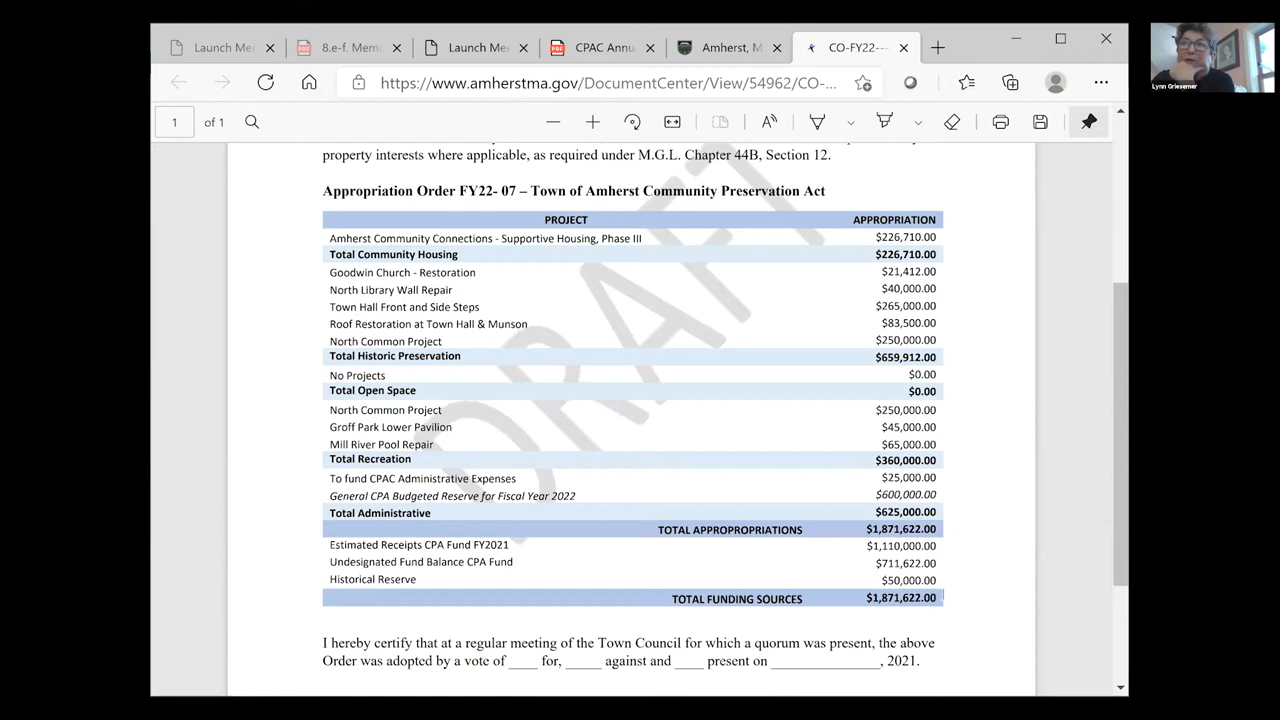 Launch Mee
8.e-f. Memo
Launch Mee
CPAC Annu
Amherst, M
CO-FY22---
https://www.amherstma.gov/DocumentCenter/View/54962/CO-...
1 of 1
property interests where applicable, as required under M.G.L. Chapter 44B, Section 12.
Appropriation Order FY22- 07 – Town of Amherst Community Preservation Act
PROJECT APPROPRIATION
Amherst Community Connections - Supportive Housing, Phase III $226,710.00
Total Community Housing $226,710.00
Goodwin Church - Restoration $21,412.00
North Library Wall Repair $40,000.00
Town Hall Front and Side Steps $265,000.00
Roof Restoration at Town Hall & Munson $83,500.00
North Common Project $250,000.00
Total Historic Preservation $659,912.00
No Projects $0.00
Total Open Space $0.00
North Common Project $250,000.00
Groff Park Lower Pavilion $45,000.00
Mill River Pool Repair $65,000.00
Total Recreation $360,000.00
To fund CPAC Administrative Expenses $25,000.00
General CPA Budgeted Reserve for Fiscal Year 2022 $600,000.00
Total Administrative $625,000.00
TOTAL APPROPROPRIATIONS $1,871,622.00
Estimated Receipts CPA Fund FY2021 $1,110,000.00
Undesignated Fund Balance CPA Fund $711,622.00
Historical Reserve $50,000.00
TOTAL FUNDING SOURCES $1,871,622.00
I hereby certify that at a regular meeting of the Town Council for which a quorum was present, the above
Order was adopted by a vote of ____ for, _____ against and ____ present on _______________, 2021.
DRAFT
Lynn Griesemer